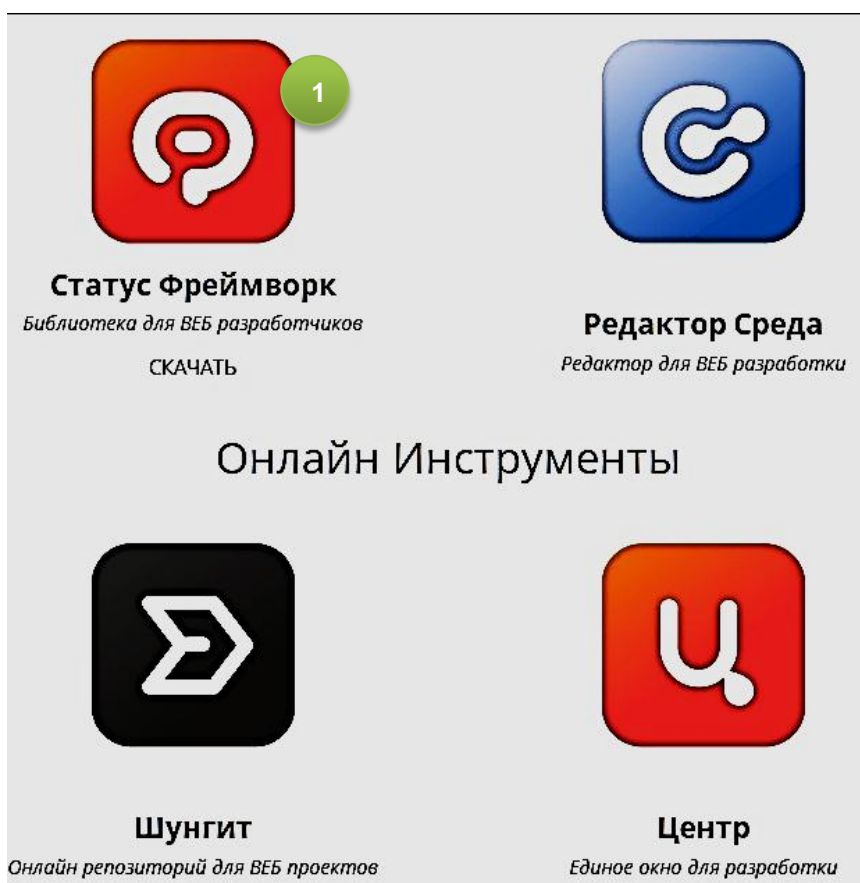 1
Статус Фреймворк
Библиотека для ВЕБ разработчиков
СКАЧАТЬ
Редактор Среда
Редактор для ВЕБ разработки
Онлайн Инструменты
Ц
Шунгит
Онлайн репозиторий для ВЕБ проектов
Центр
Единое окно для разработки